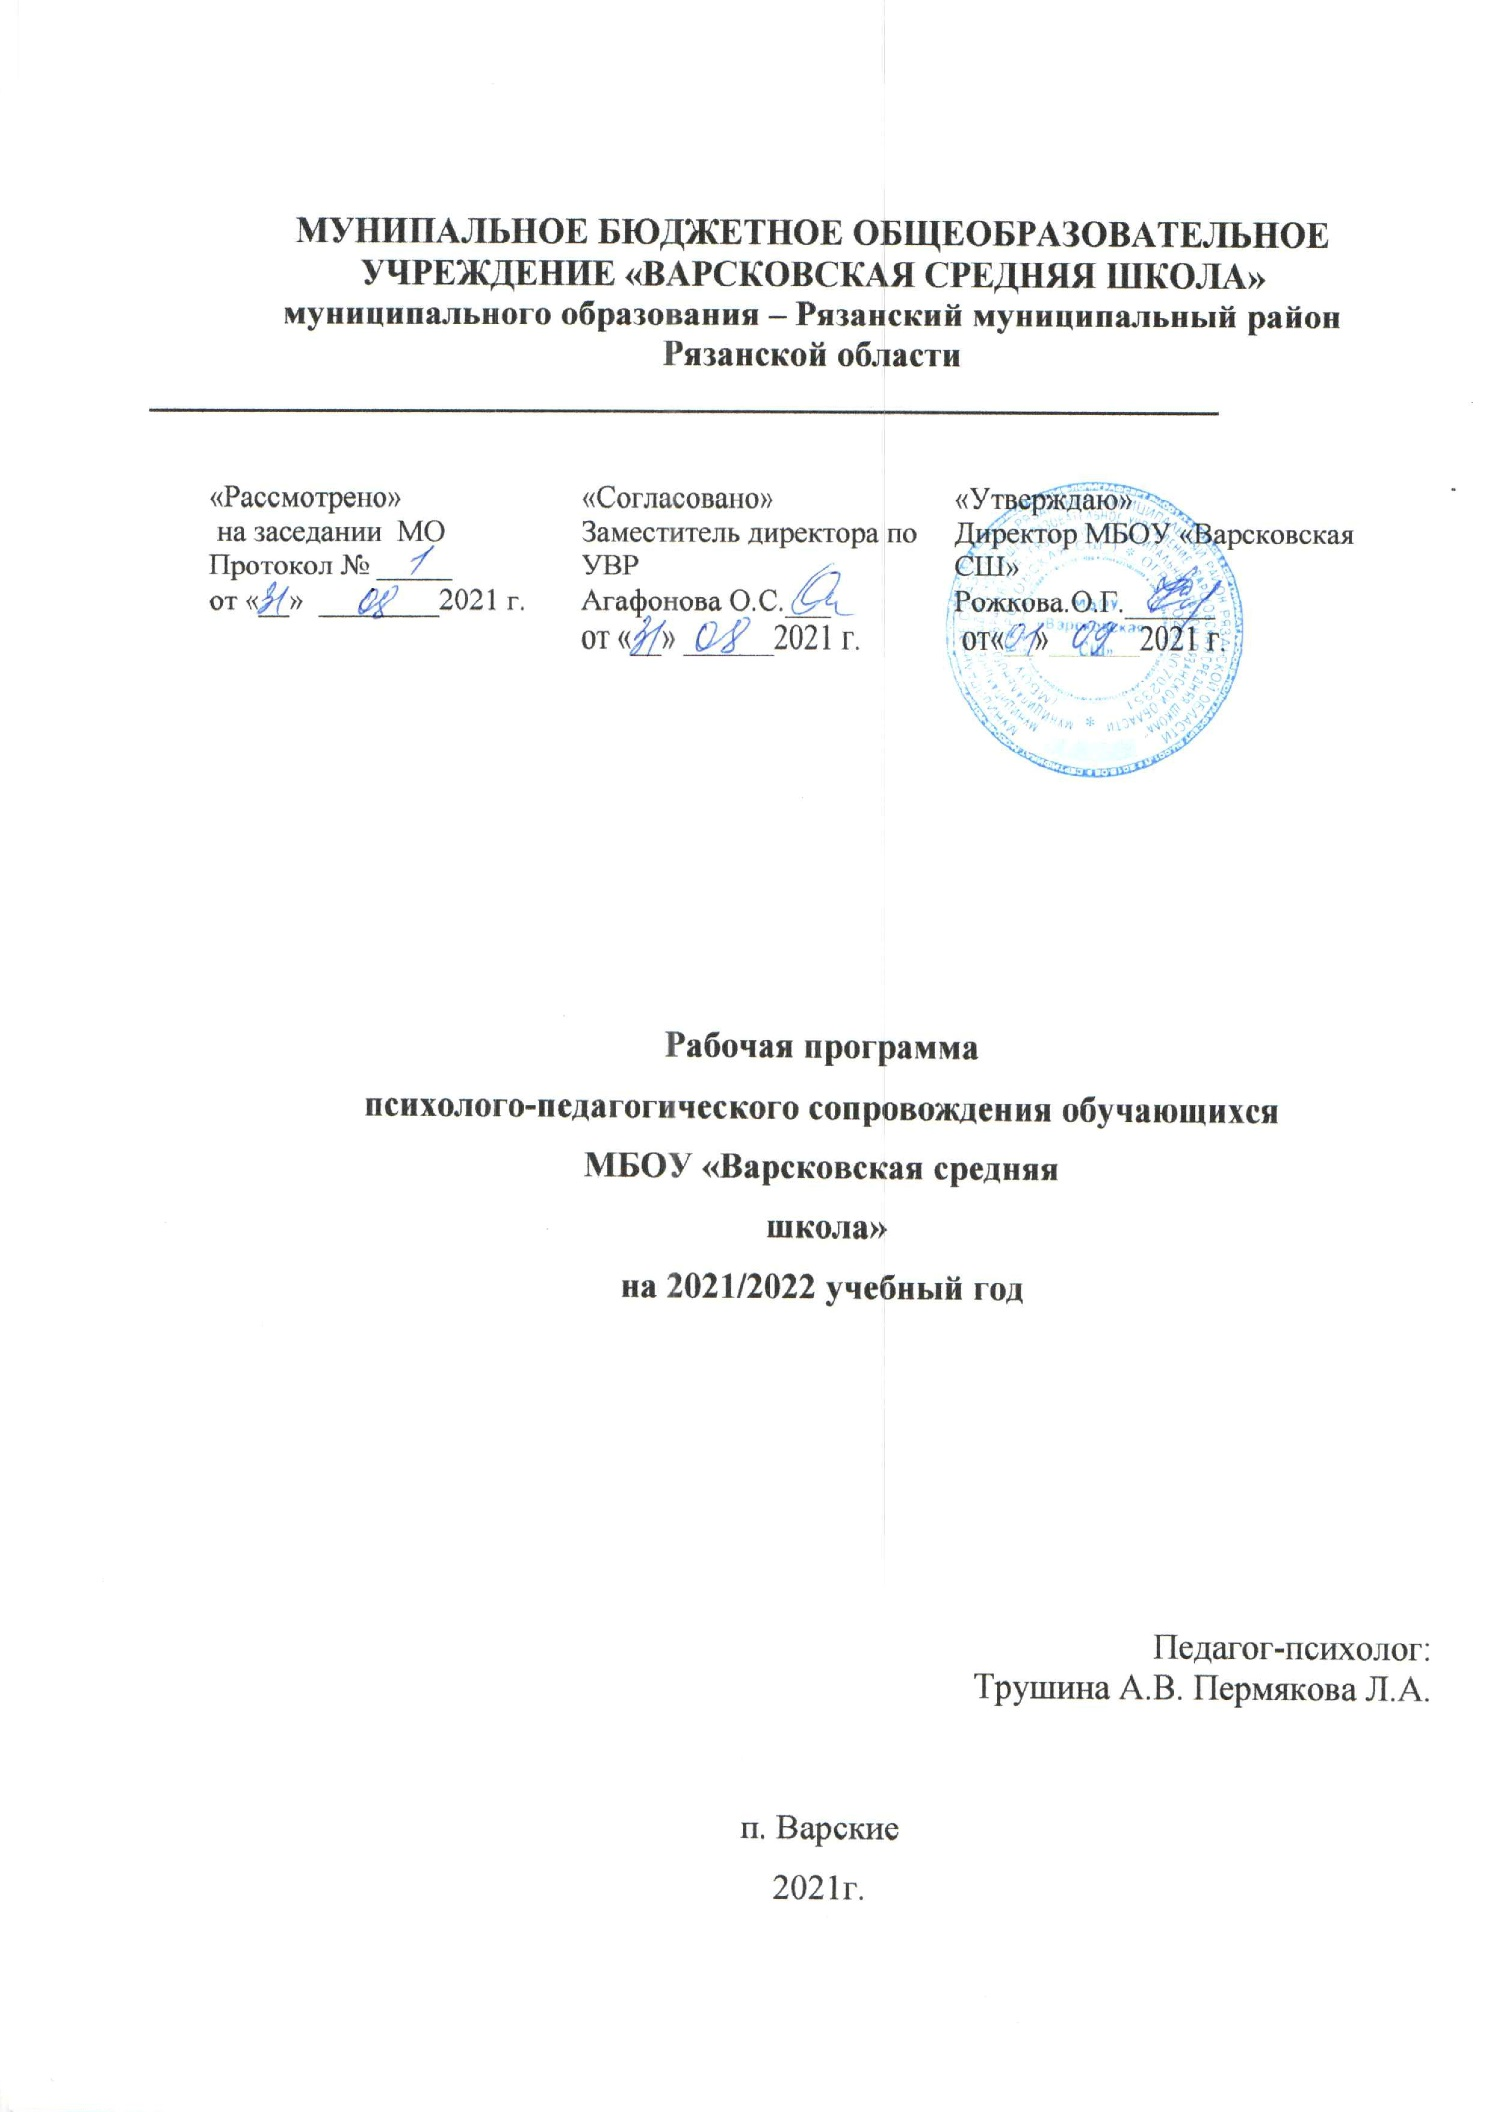 МУНИПАЛЬНОЕ БЮДЖЕТНОЕ ОБЩЕОБРАЗОВАТЕЛЬНОЕ
УЧРЕЖДЕНИЕ «ВАРСКОВСКАЯ СРЕДНЯЯ ШКОЛА»
муниципального образования – Рязанский муниципальный район
Рязанской области
«Рассмотрено»
на заседании МО
Протокол № 1
от «31» 08 2021 г.
«Согласовано»
Заместитель директора по
УВР
Агафонова О.С.
от «31» 08 2021 г.
«Утверждаю»
Директор МБОУ «Варсковская
СШ»
Рожкова.О.Г.
от«01» 09 2021 г.
Рабочая программа
психолого-педагогического сопровождения обучающихся
МБОУ «Варсковская средняя
школа»
на 2021/2022 учебный год
Педагог-психолог:
Трушина А.В. Пермякова Л.А.
п. Варские
2021г.